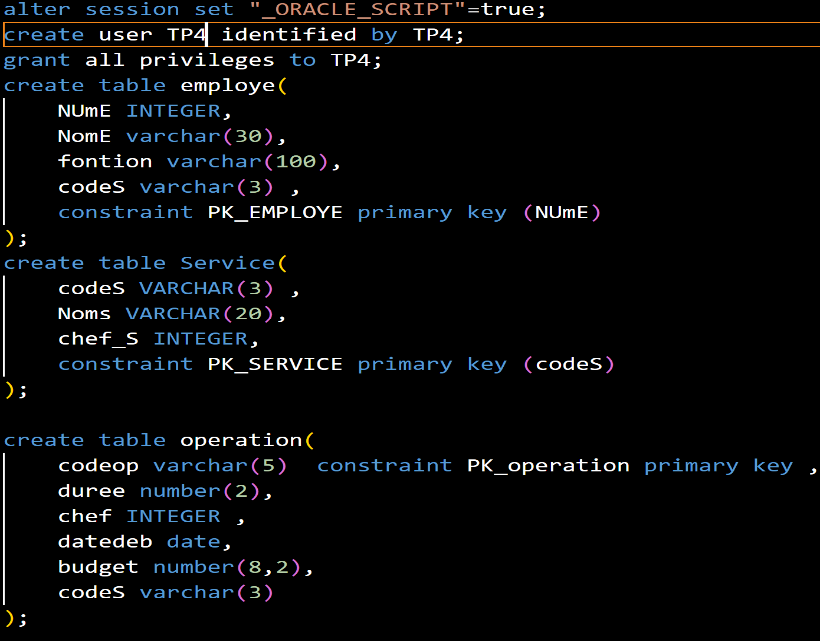 alter session set "_ORACLE_SCRIPT"=true;
create user TP4 identified by TP4;
grant all privileges to TP4;
create table employe(
    NUmE INTEGER,
    NomE varchar(30),
    fontion varchar(100),
    codeS varchar(3) ,
    constraint PK_EMPLOYE primary key (NUmE)
);
create table Service(
    codeS VARCHAR(3) ,
    Noms VARCHAR(20),
    chef_S INTEGER,
    constraint PK_SERVICE primary key (codeS)
);

create table operation(
    codeop varchar(5)  constraint PK_operation primary key ,
    duree number(2),
    chef INTEGER ,
    datedeb date,
    budget number(8,2),
    codeS varchar(3)
);